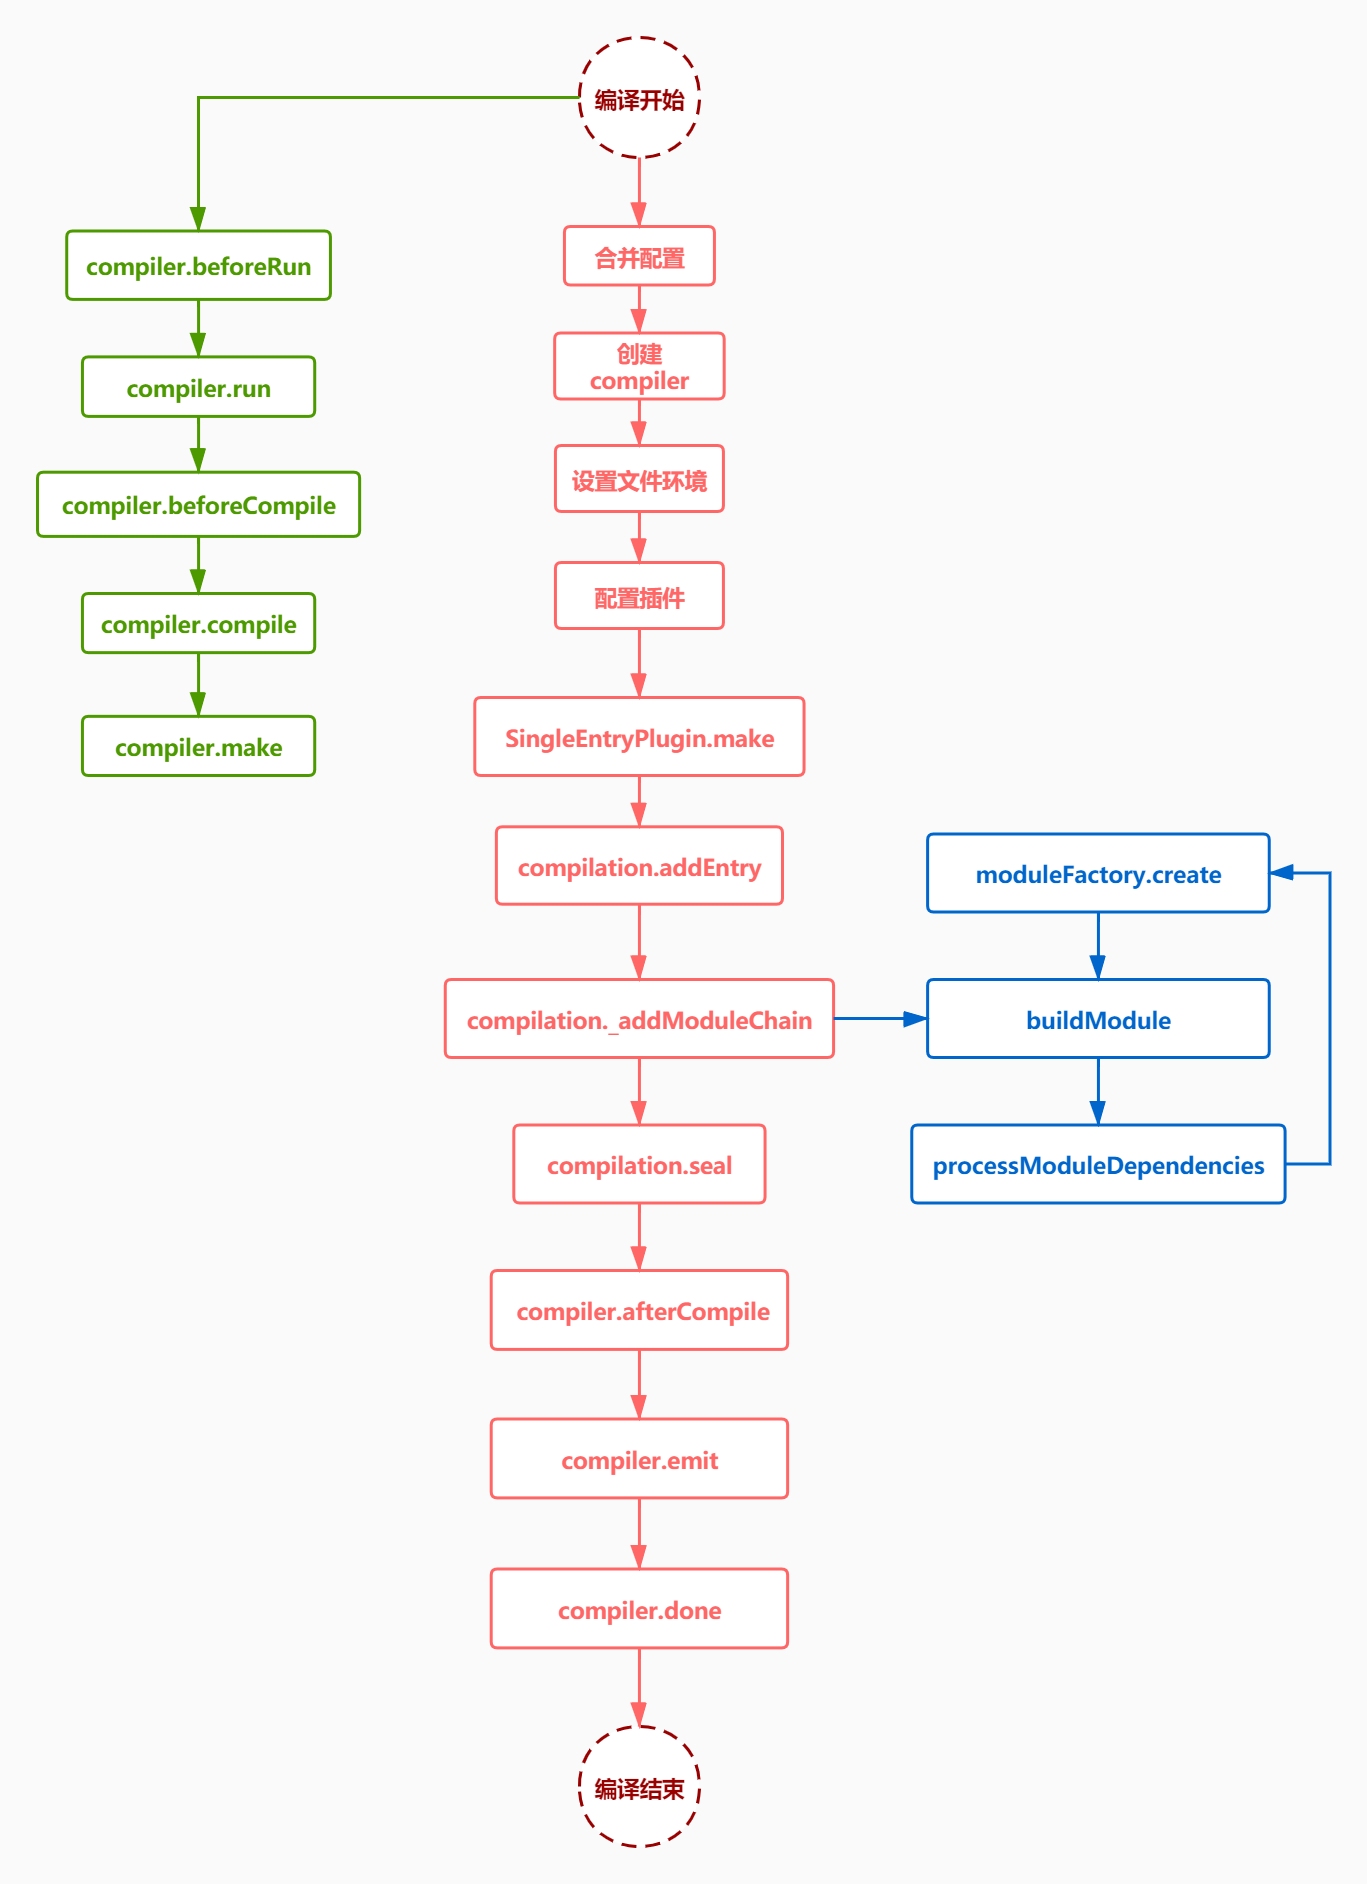 编译开始
compiler.beforeRun
compiler.run
compiler.beforeCompile
compiler.compile
compiler.make
合并配置
创建
compiler
设置文件环境
配置插件
SingleEntryPlugin.make
compilation.addEntry
compilation._addModuleChain
compilation.seal
compiler.afterCompile
compiler.emit
compiler.done
编译结束
moduleFactory.create
buildModule
processModuleDependencies